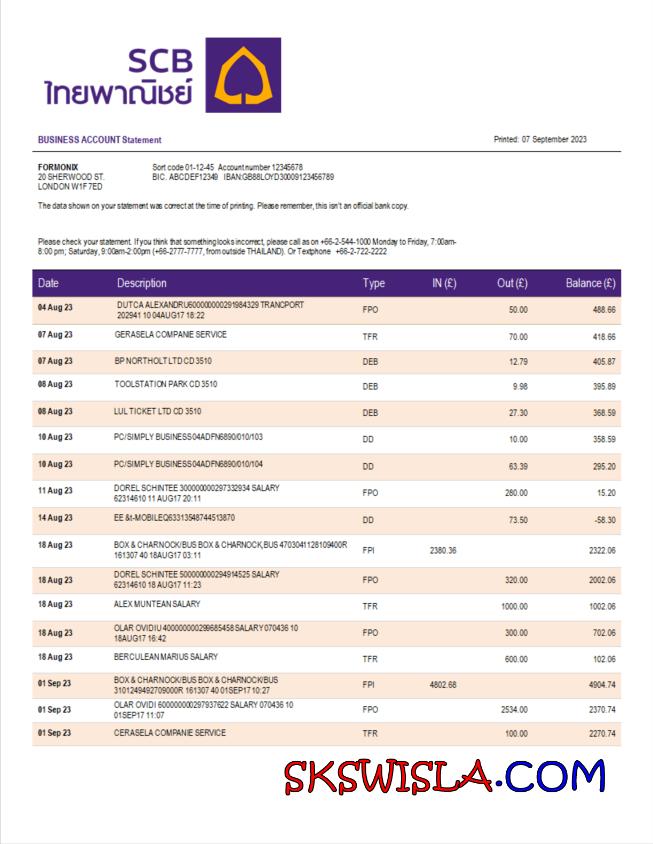 SCB
ไทยพาณิชย์
BUSINESS ACCOUNT Statement
Printed: 07 September 2023
FORMONIX
20 SHERWOOD ST.
LONDON W1F 7ED
Sort code 01-12-45 Account number 12345678
BIC. ABCDEF12349 IBAN:GB88LOYD30009123456789
The data shown on your statement was correct at the time of printing. Please remember, this isn't an official bank copy.
Please check your statement. If you think that something looks incorrect, please call as on +66-2-544-1000 Monday to Friday, 7:00am-
8:00 pm; Saturday, 9:00am-2:00pm (+66-2777-7777, from outside THAILAND). Or Textphone +66-2-722-2222
Date Description Type IN (£) Out (£) Balance (£)
04 Aug 23 DUTCA ALEXANDRU600000000291984329 TRANCPORT
202941 10 04AUG17 18:22 FPO 50.00 488.66
07 Aug 23 GERASELA COMPANIE SERVICE TFR 70.00 418.66
07 Aug 23 BP NORTHOLT LTD CD 3510 DEB 12.79 405.87
08 Aug 23 TOOLSTATION PARK CD 3510 DEB 9.98 395.89
08 Aug 23 LUL TICKET LTD CD 3510 DEB 27.30 368.59
10 Aug 23 PC/SIMPLY BUSINESS04ADFN6890/010/103 DD 10.00 358.59
10 Aug 23 PC/SIMPLY BUSINESS04ADFN6890/010/104 DD 63.39 295.20
11 Aug 23 DOREL SCHINTEE 300000000297332934 SALARY
62314610 11 AUG17 20:11 FPO 280.00 15.20
14 Aug 23 EE &t-MOBILEQ63313548744513870 DD 73.50 -58.30
18 Aug 23 BOX & CHARNOCK/BUS BOX & CHARNOCK,BUS 4703041128109400R
161307 40 18AUG17 03:11 FPI 2380.36 2322.06
18 Aug 23 DOREL SCHINTEE 500000000294914525 SALARY
62314610 18 AUG17 11:23 FPO 320.00 2002.06
18 Aug 23 ALEX MUNTEAN SALARY TFR 1000.00 1002.06
18 Aug 23 OLAR OVIDIU 400000000299685458 SALARY 070436 10
18AUG17 16:42 FPO 300.00 702.06
18 Aug 23 BERCULEAN MARIUS SALARY TFR 600.00 102.06
01 Sep 23 BOX & CHARNOCK/BUS BOX & CHARNOCK/BUS
3101249492709000R 161307 40 01SEP17 10:27 FPI 4802.68 4904.74
01 Sep 23 OLAR OVIDI 600000000297937622 SALARY 070436 10
01SEP17 11:07 FPO 2534.00 2370.74
01 Sep 23 CERASELA COMPANIE SERVICE TFR 100.00 2270.74
SKSWISLA.COM